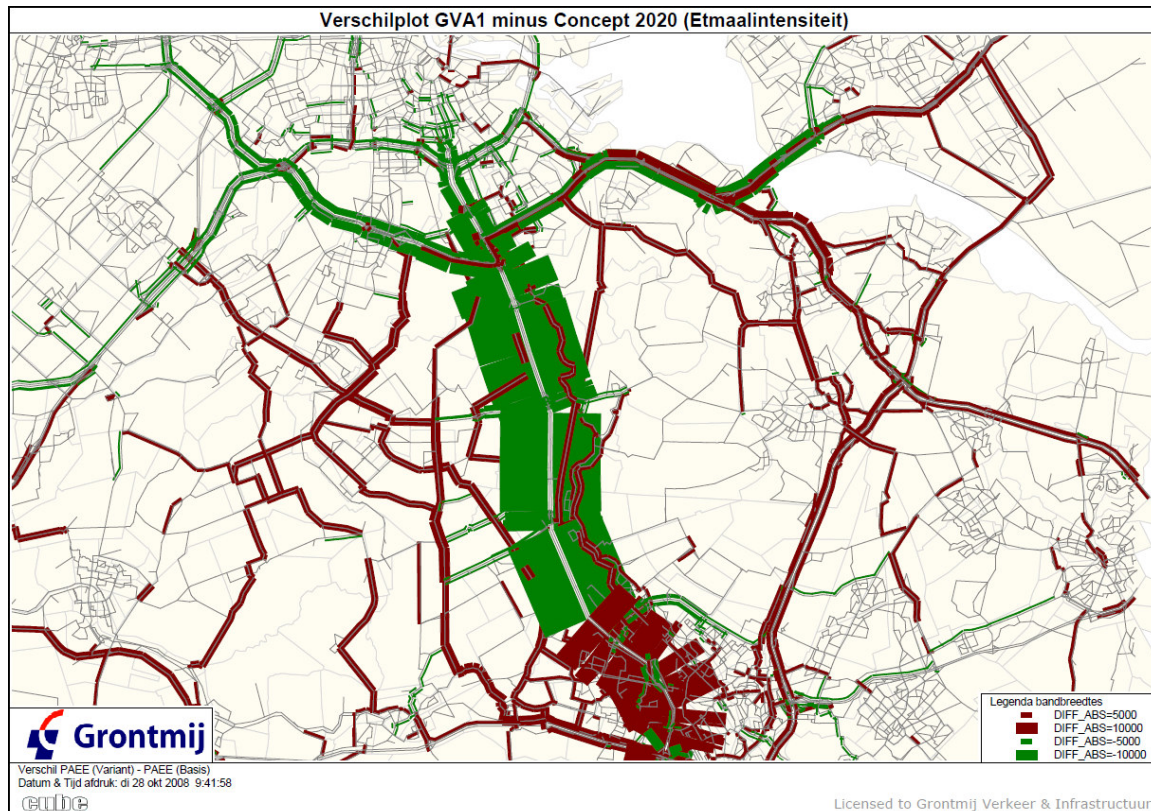 Verschilplot GVA1 minus Concept 2020 (Etmaalintensiteit)
Legenda bandbreedtes
DIFF_ABS=5000
DIFF_ABS=10000
DIFF_ABS=-5000
DIFF_ABS=-10000
Grontmij
Verschil PAEE (Variant) - PAEE (Basis)
Datum & Tijd afdruk: di 28 okt 2008 9:41:58
cube
Licensed to Grontmij Verkeer & Infrastructuur